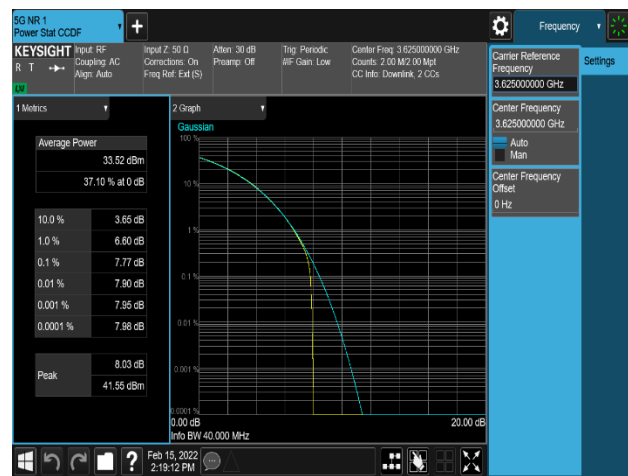 5G NR 1
Power Stat CCDF
Frequency
KEYSIGHT
R T
LVI
Input: RF
Coupling: AC
Align: Auto
Input Z: 50 Ω
Corrections: On
Freq Ref: Ext (S)
Atten: 30 dB
Preamp: Off
Trig: Periodic
#IF Gain: Low
Center Freq: 3.625000000 GHz
Counts: 2.00 M/2.00 Mpt
CC Info: Downlink, 2 CCs
Carrier Reference
Frequency
3.625000000 GHz
Settings
Center Frequency
3.625000000 GHz
Auto
Man
Center Frequency
Offset
0 Hz
1 Metrics
Average Power
33.52 dBm
37.10 % at 0 dB
10.0 % 3.65 dB
1.0 % 6.60 dB
0.1 % 7.77 dB
0.01 % 7.90 dB
0.001 % 7.95 dB
0.0001 % 7.98 dB
Peak
8.03 dB
41.55 dBm
2 Graph
Gaussian
100 %
10 %
1 %
0.1 %
0.01 %
0.001 %
0.0001 %
0.00 dB 20.00 dB
Info BW 40.000 MHz
Feb 15, 2022
2:19:12 PM